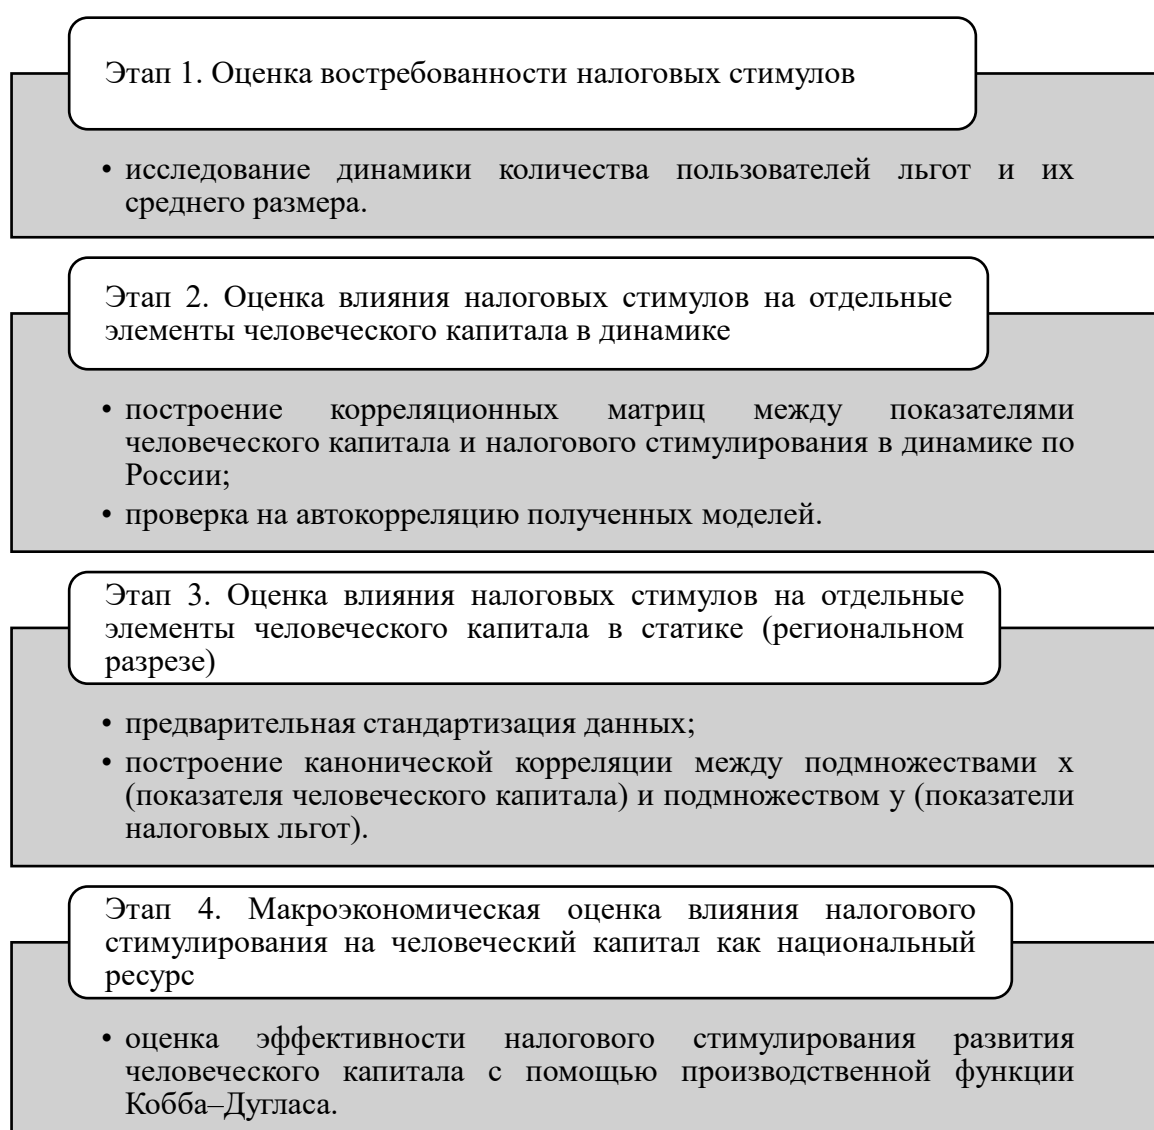 Этап 1. Оценка востребованности налоговых стимулов
• исследование динамики количества пользователей льгот и их
среднего размера.
Этап 2. Оценка влияния налоговых стимулов на отдельные
элементы человеческого капитала в динамике
• построение корреляционных матриц между показателями
человеческого капитала и налогового стимулирования в динамике по
России;
• проверка на автокорреляцию полученных моделей.
Этап 3. Оценка влияния налоговых стимулов на отдельные
элементы человеческого капитала в статике (региональном
разрезе)
• предварительная стандартизация данных;
• построение канонической корреляции между подмножествами x
(показателя человеческого капитала) и подмножеством y (показатели
налоговых льгот).
Этап 4. Макроэкономическая оценка влияния налогового
стимулирования на человеческий капитал как национальный
ресурс
• оценка эффективности налогового стимулирования развития
человеческого капитала с помощью производственной функции
Кобба–Дугласа.